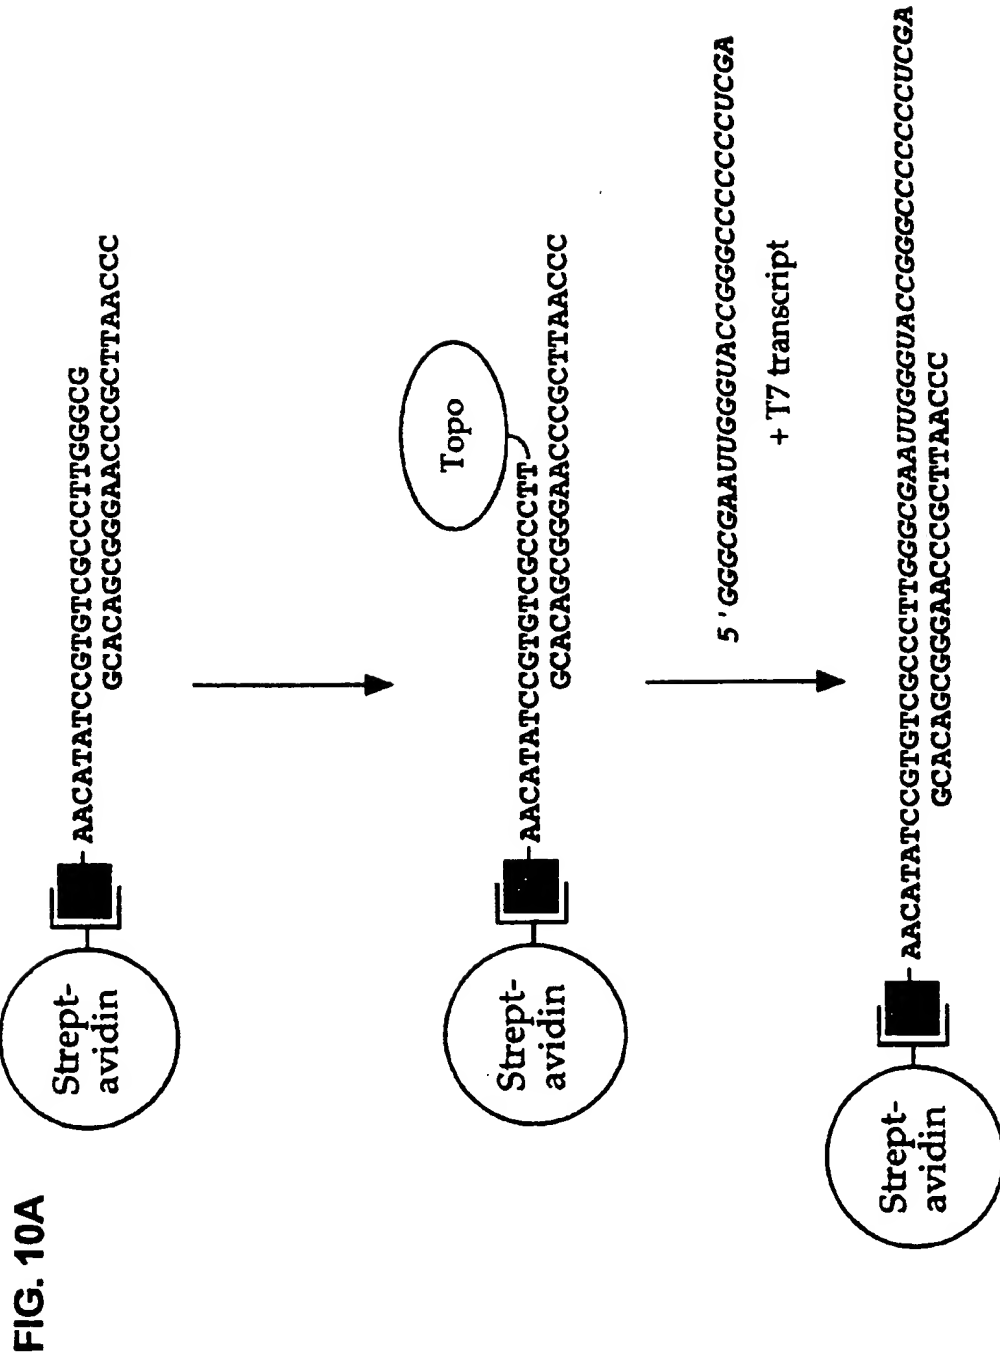 FIG. 10A
Strept-
avidin
AACATATCCGTGTCGCCCTTGGGCG
GCACAGCGGGAACCCGCTTAACCC
Topo
Strept-
avidin
AACATATCCGTGTCGCCCTT
GCACAGCGGGAACCCGCTTAACCC
5'GGGCGAAUUGGGUACCGGGCCCCCCCUCGA
+ T7 transcript
Strept-
avidin
AACATATCCGTGTCGCCCTTGGGCGAAUUGGGUACCGGGCCCCCCCUCGA
GCACAGCGGGAACCCGCTTAACCC